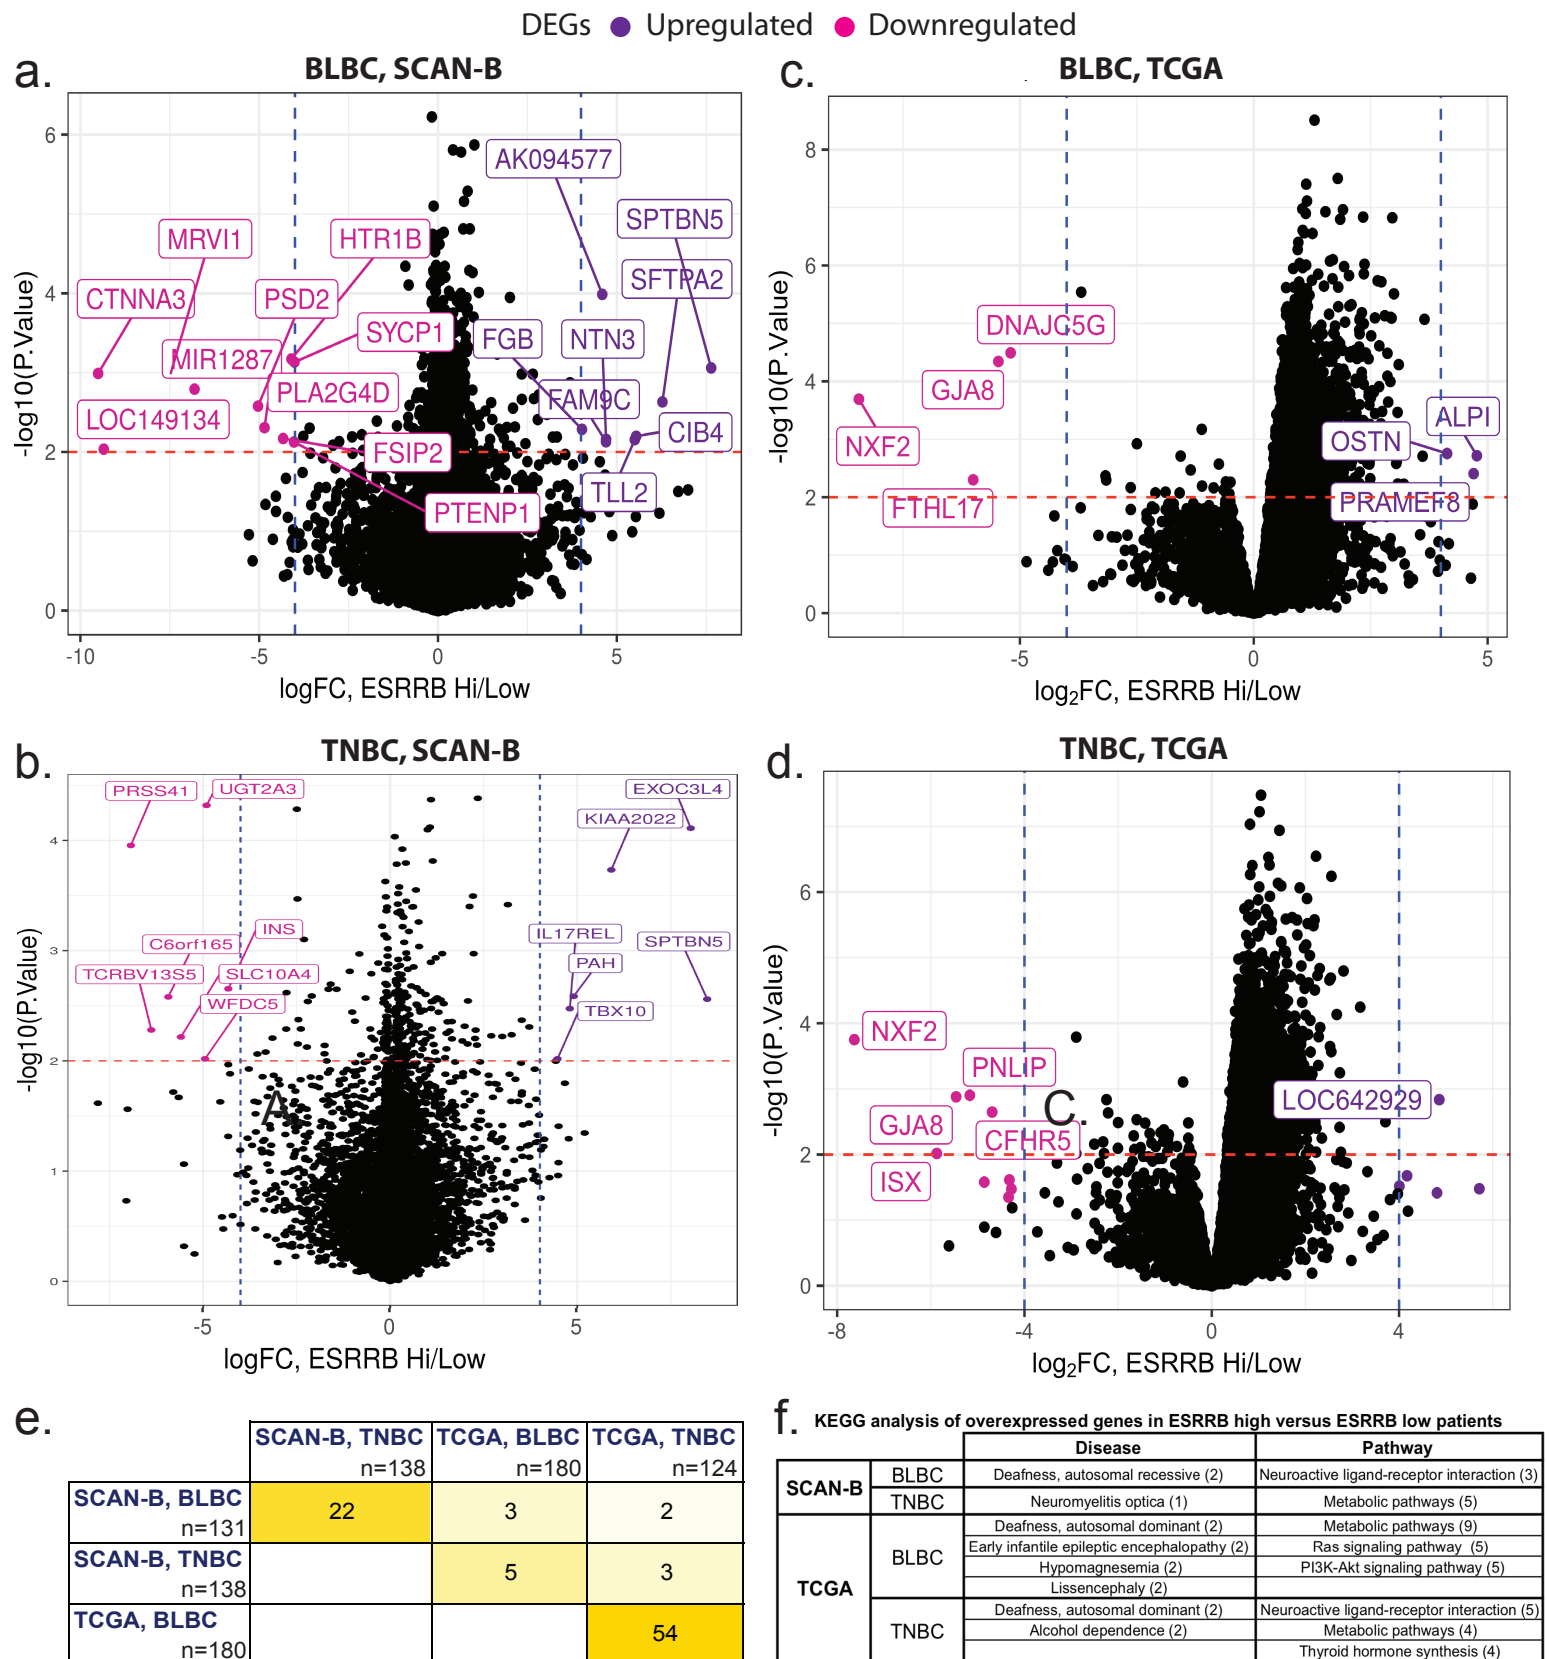 DEGs Upregulated Downregulated
a.
BLBC, SCAN-B
-log10(P.Value)
6
4
2
0
AK094577
SPTBN5
MRVI1
HTR1B
SFTPA2
CTNNA3
PSD2
SYCP1
FGB
NTN3
MIR1287
PLA2G4D
FAM9C
LOC149134
CIB4
FSIP2
TLL2
PTENP1
-10
-5
0
5
logFC, ESRRB Hi/Low
c.
BLBC, TCGA
-log10(P.Value)
8
6
4
2
0
DNAJC5G
GJA8
ALPI
OSTN
NXF2
FTHL17
PRAMEF8
-5
0
5
log2FC, ESRRB Hi/Low
b.
TNBC, SCAN-B
-log10(P.Value)
4
3
2
1
0
PRSS41
UGT2A3
EXOC3L4
KIAA2022
INS
IL17REL
C6orf165
SPTBN5
PAH
TCRBV13S5
SLC10A4
WFDC5
TBX10
A
-5
0
5
logFC, ESRRB Hi/Low
d.
TNBC, TCGA
-log10(P.Value)
6
4
2
0
NXF2
PNLIP
LOC642929
C.
GJA8
CFHR5
ISX
-8
-4
0
4
log2FC, ESRRB Hi/Low
e.
SCAN-B, TNBC TCGA, BLBC TCGA, TNBC
n=138 n=180 n=124
SCAN-B, BLBC
n=131
22 3 2
SCAN-B, TNBC
n=138
5 3
TCGA, BLBC
n=180
54
f.
KEGG analysis of overexpressed genes in ESRRB high versus ESRRB low patients
Disease Pathway
SCAN-B
BLBC Deafness, autosomal recessive (2) Neuroactive ligand-receptor interaction (3)
TNBC Neuromyelitis optica (1) Metabolic pathways (5)
TCGA
BLBC
Deafness, autosomal dominant (2) Metabolic pathways (9)
Early infantile epileptic encephalopathy (2) Ras signaling pathway (5)
Hypomagnesemia (2) PI3K-Akt signaling pathway (5)
Lissencephaly (2)
TNBC
Deafness, autosomal dominant (2) Neuroactive ligand-receptor interaction (5)
Alcohol dependence (2) Metabolic pathways (4)
Thyroid hormone synthesis (4)